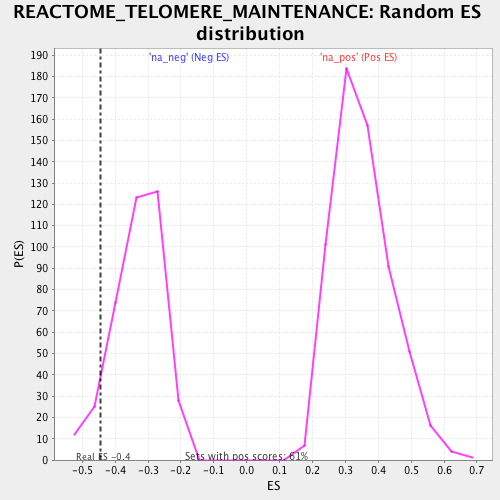 REACTOME_TELOMERE_MAINTENANCE: Random ES
distribution
'na_neg' (Neg ES)
'na_pos' (Pos ES)
190
180
170
160
150
140
130
120
110
100
90
80
70
60
50
40
30
20
10
0
P(ES)
Real ES -0.4
Sets with pos scores: 61%
-0.5 -0.4 -0.3 -0.2 -0.1 0.0 0.1 0.2 0.3 0.4 0.5 0.6 0.7
ES